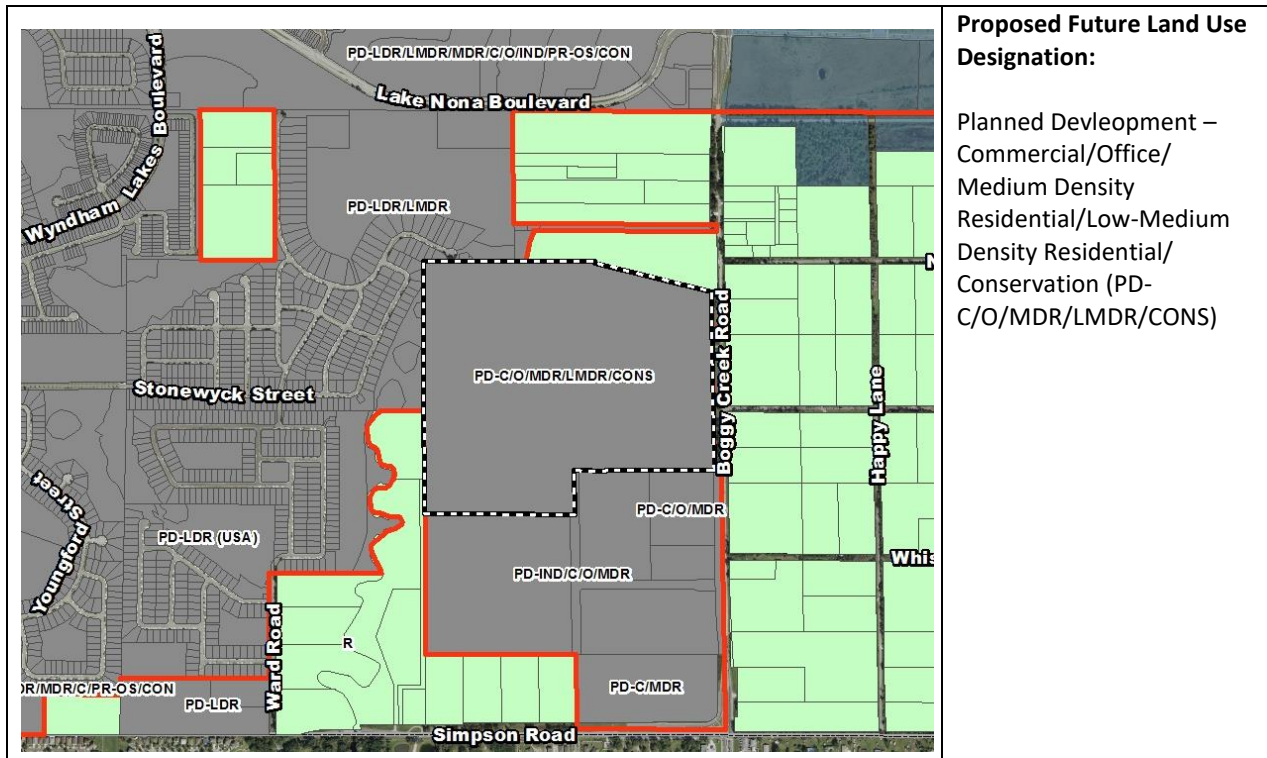 PD-LDR/LMDR/MDR/C/O/IND/PR-OS/CON
Lake Nona Boulevard
Wyndham Lakes Boulevard
PD-LDR/LMDR
N
PD-C/O/MDR/LMDR/CONS
Boggy Creek Road
Happy Lane
Stonewyck Street
Youngford Street
PD-C/O/MDR
PD-LDR (USA)
PD-IND/C/O/MDR
Whis
Ward Road
R
DR/MDR/C/PR-OS/CON
PD-LDR
PD-C/MDR
Simpson Road
Proposed Future Land Use
Designation:
Planned Devleopment –
Commercial/Office/
Medium Density
Residential/Low-Medium
Density Residential/
Conservation (PD-
C/O/MDR/LMDR/CONS)